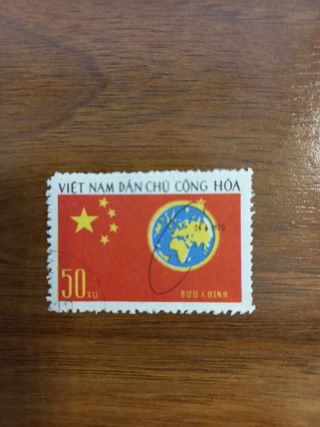 VIỆT NAM DÂN CHỦ CỘNG HÒA
50 XU
BƯU CHÍNH